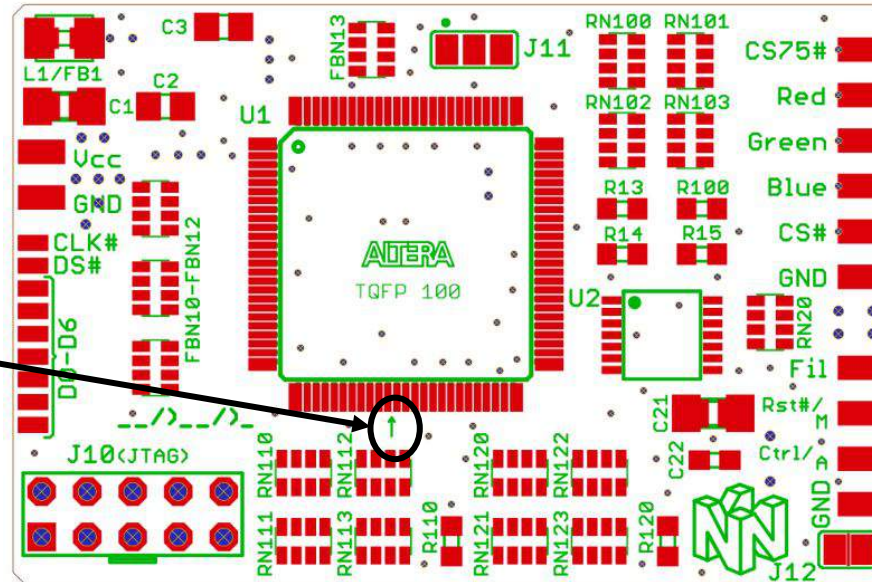 C3
FBN13
J11
RN100
RN101
CS75#
L1/FB1
C1
C2
U1
RN102
RN103
Red
Green
Vcc
GND
Blue
R13
R100
CLK#
DS#
R14
R15
CS#
ALTERA
TQFP 100
U2
GND
FBN10-FBN12
D0-D6
RN20
Fil
__/)__/)_
C21
Rst#/M
J10(JTAG)
RN110
RN112
RN120
RN122
C22
Ctrl/A
RN111
RN113
R110
RN121
RN123
R120
GND
J12